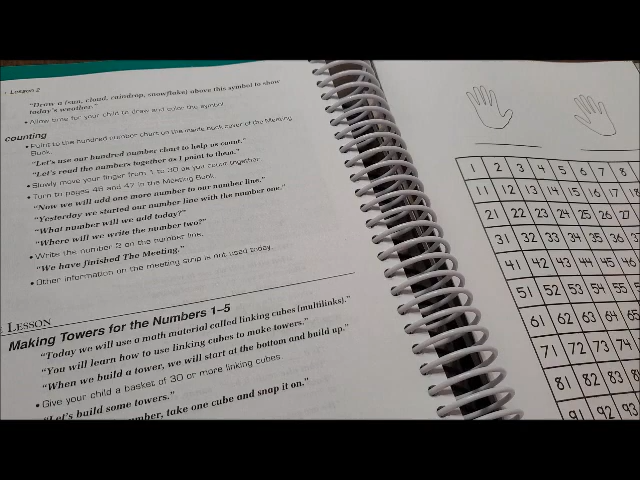 Lesson 2
"Draw a (sun, cloud, raindrop, snowflake) above this symbol to show
today's weather."
• Allow time for your child to draw and color the symbol.
counting
• Point to the hundred number chart on the inside back cover of the Meeting
Book.
"Let's use our hundred number chart to help us count."
"Let's read the numbers together as I point to them."
• Slowly move your finger from 1 to 30 as you count together.
• Turn to pages 46 and 47 in the Meeting Book.
"Now we will add one more number to our number line."
"Yesterday we started our number line with the number one."
"What number will we add today?"
"Where will we write the number two?"
• Write the number 2 on the number line.
"We have finished The Meeting."
• Other information on the meeting strip is not used today.
LESSON
Making Towers for the Numbers 1–5
"Today we will use a math material called linking cubes (multilinks)."
"You will learn how to use linking cubes to make towers."
"When we build a tower, we will start at the bottom and build up."
• Give your child a basket of 30 or more linking cubes.
"Let's build some towers."
number, take one cube and snap it on."
1 2 3 4 5 6 7 8
11 12 13 14 15 16 17 18
21 22 23 24 25 26 27
31 32 33 34 35 36 37
41 42 43 44 45 46
51 52 53 54 55
61 62 63 64 65
71 72 73 74
81 82 83
91 92 93